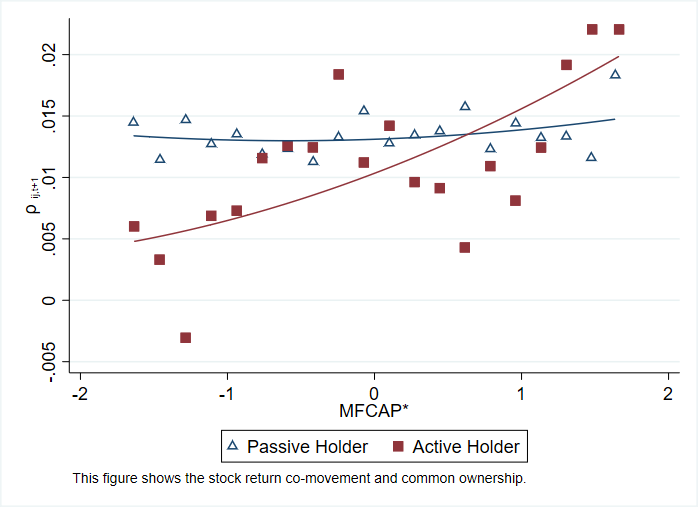 .02
.015
.01
.005
0
-.005
ρ ij,t+1
-2 -1 0 1 2
MFCAP*
Passive Holder Active Holder
This figure shows the stock return co-movement and common ownership.